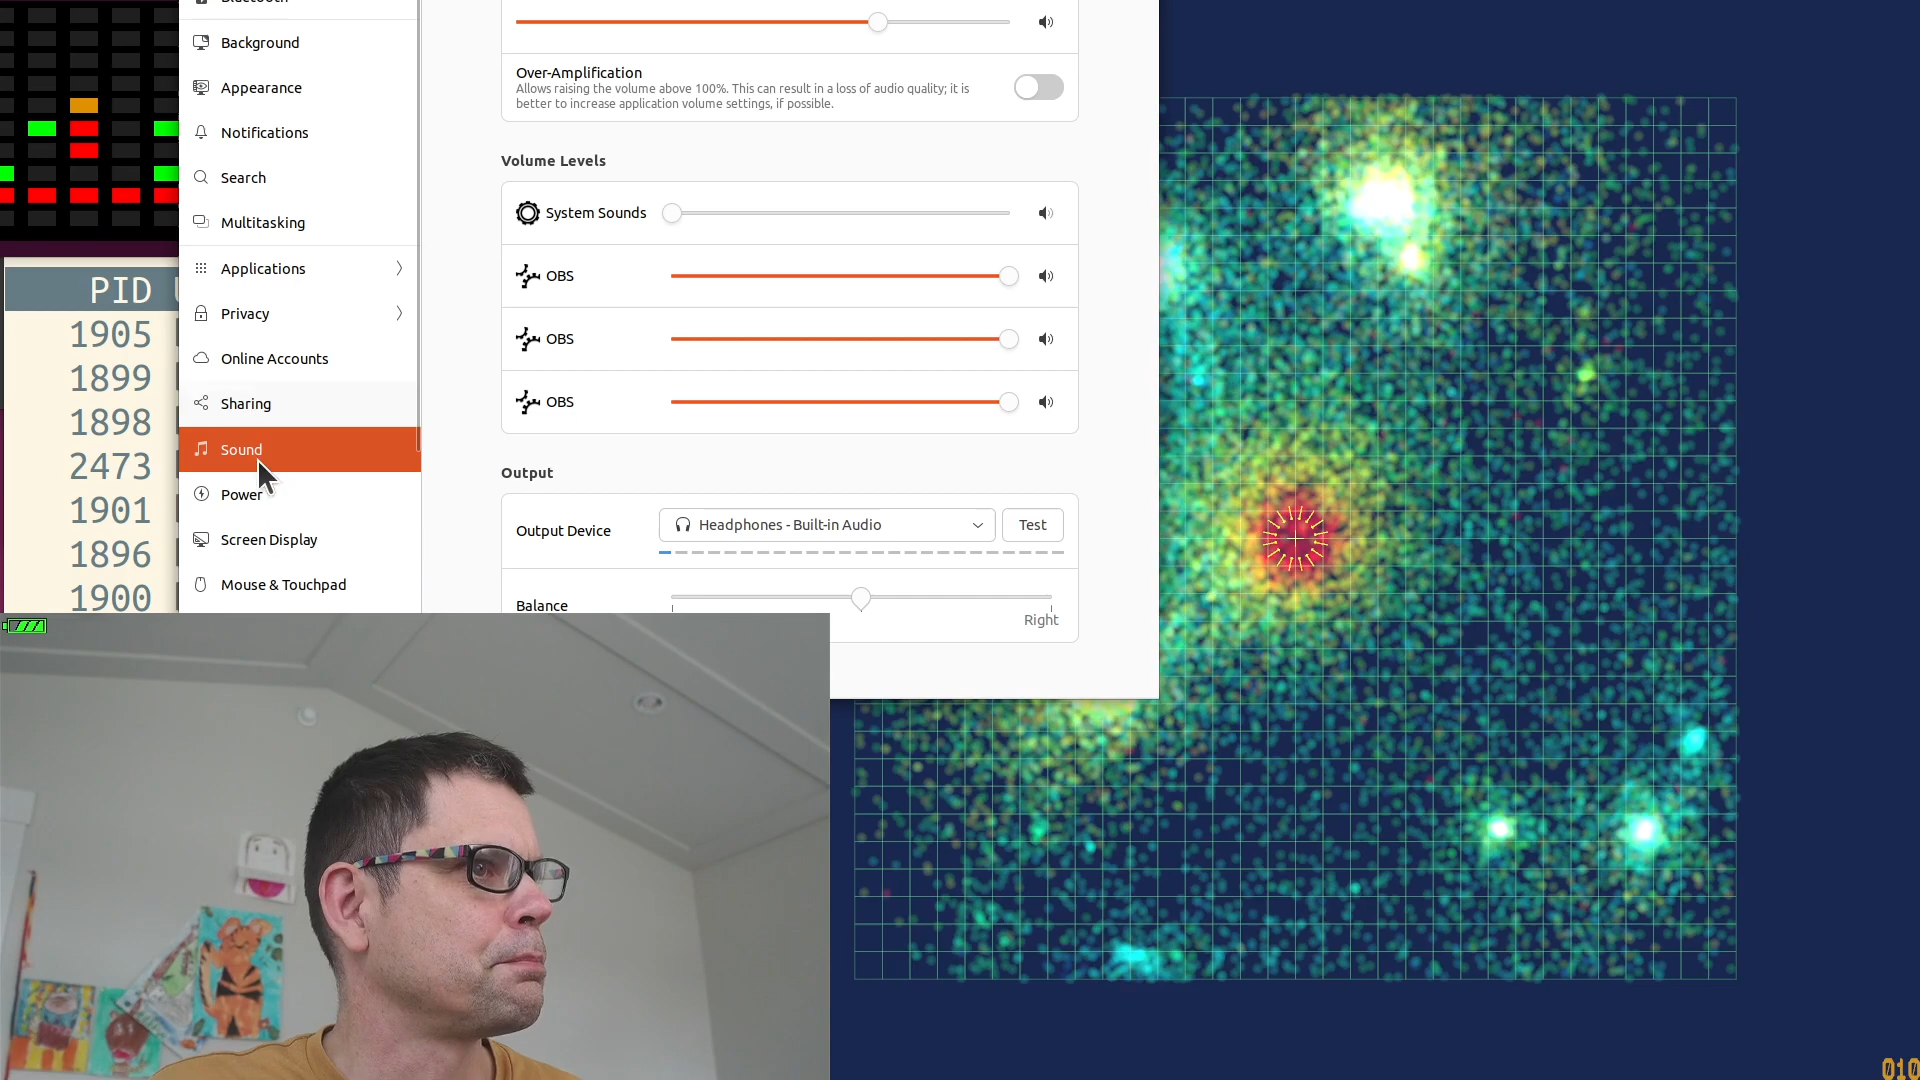 Background
Appearance
Notifications
Search
Multitasking
Applications
Privacy
Online Accounts
Sharing
Sound
Power
Screen Display
Mouse & Touchpad
Over-Amplification
Allows raising the volume above 100%. This can result in a loss of audio quality; it is
better to increase application volume settings, if possible.
Volume Levels
System Sounds
OBS
OBS
OBS
Output
Output Device
Headphones - Built-in Audio
Test
Balance
Right
PID
1905
1899
1898
2473
1901
1896
1900
010